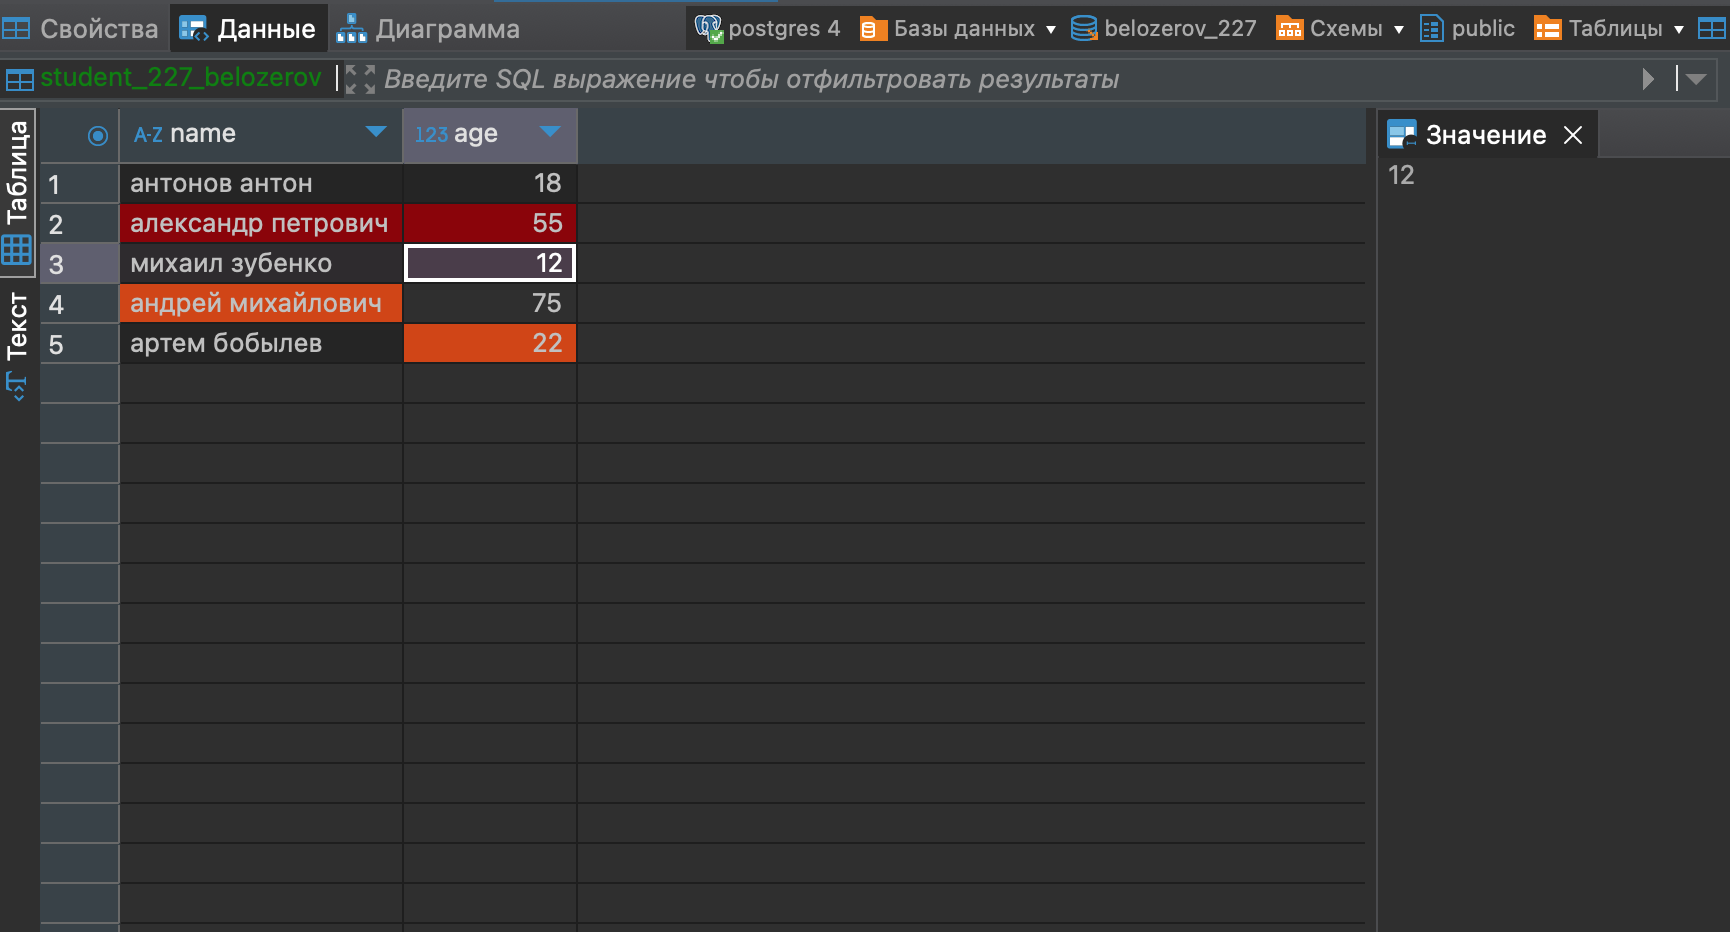 Свойства Данные Диаграмма postgres 4 Базы данных belozerov_227 Схемы public Таблицы
student_227_belozerov Введите SQL выражение чтобы отфильтровать результаты
Таблица
Текст
A-Z name 123 age
1 антонов антон 18
2 александр петрович 55
3 михаил зубенко 12
4 андрей михайлович 75
5 артем бобылев 22
Значение
12